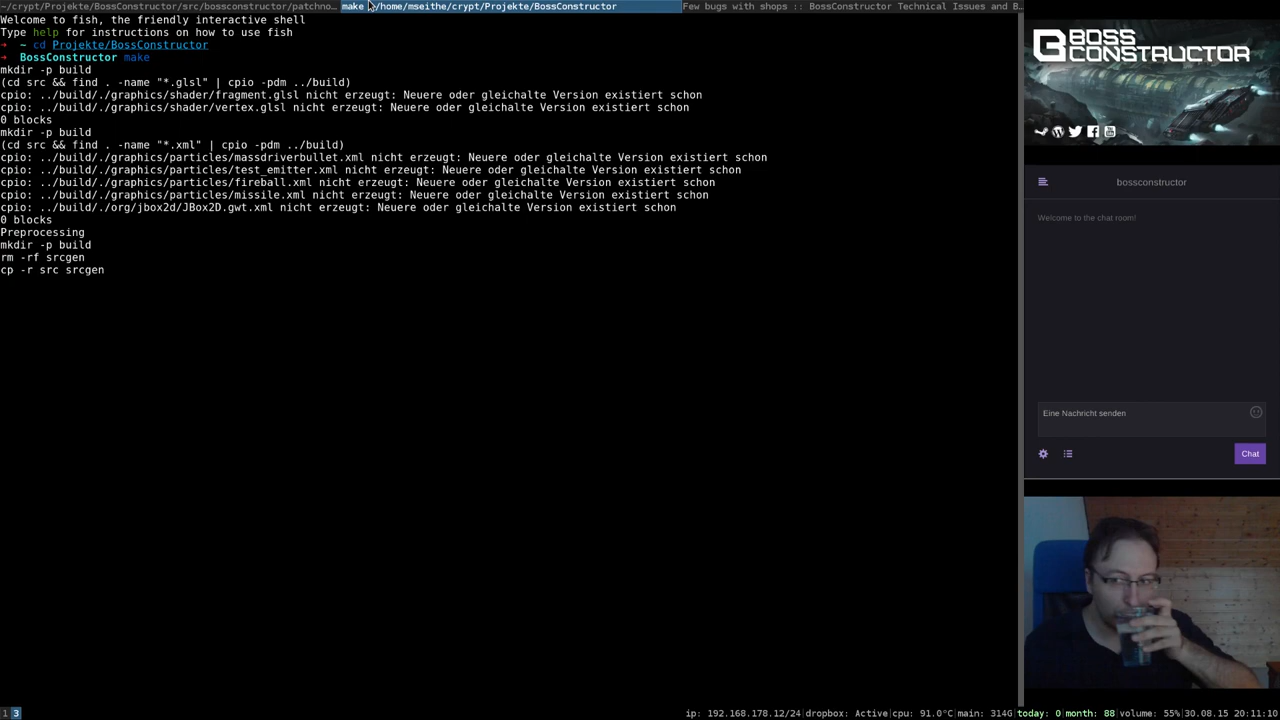 ~/crypt/Projekte/BossConstructor/src/bossconstructor/patchno…
make /home/mseithe/crypt/Projekte/BossConstructor
Few bugs with shops :: BossConstructor Technical Issues and B…
Welcome to fish, the friendly interactive shell
Type help for instructions on how to use fish
➜ ~ cd Projekte/BossConstructor
➜ BossConstructor make
mkdir -p build
(cd src && find . -name "*.glsl" | cpio -pdm ../build)
cpio: ../build/./graphics/shader/fragment.glsl nicht erzeugt: Neuere oder gleichalte Version existiert schon
cpio: ../build/./graphics/shader/vertex.glsl nicht erzeugt: Neuere oder gleichalte Version existiert schon
0 blocks
mkdir -p build
(cd src && find . -name "*.xml" | cpio -pdm ../build)
cpio: ../build/./graphics/particles/massdriverbullet.xml nicht erzeugt: Neuere oder gleichalte Version existiert schon
cpio: ../build/./graphics/particles/test_emitter.xml nicht erzeugt: Neuere oder gleichalte Version existiert schon
cpio: ../build/./graphics/particles/fireball.xml nicht erzeugt: Neuere oder gleichalte Version existiert schon
cpio: ../build/./graphics/particles/missile.xml nicht erzeugt: Neuere oder gleichalte Version existiert schon
cpio: ../build/./org/jbox2d/JBox2D.gwt.xml nicht erzeugt: Neuere oder gleichalte Version existiert schon
0 blocks
Preprocessing
mkdir -p build
rm -rf srcgen
cp -r src srcgen
BOSS
CONSTRUCTOR
bossconstructor
Welcome to the chat room!
Eine Nachricht senden
Chat
1 3
ip: 192.168.178.12/24|dropbox: Active|cpu: 91.0°C|main: 314G|today: 0|month: 88|volume: 55%|30.08.15 20:11:10